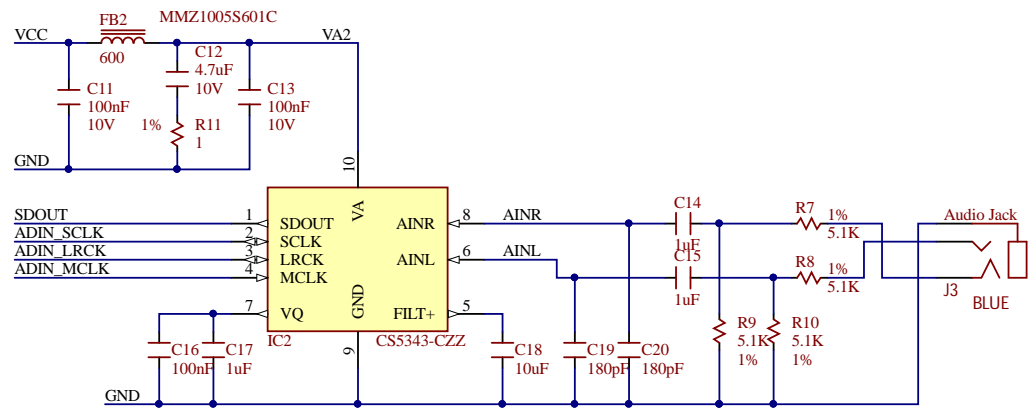 FB2 MMZ1005S601C
VCC
VA2
600
C12
4.7uF
10V
C11
100nF
10V
C13
100nF
10V
1%
R11
1
GND
10
VA
SDOUT 1 SDOUT
ADIN_SCLK 2 SCLK
ADIN_LRCK 3 LRCK
ADIN_MCLK 4 MCLK
7 VQ
AINR 8 AINR
AINL 6 AINL
FILT+ 5
GND
9
IC2
CS5343-CZZ
C14
1uF
C15
1uF
R7 1%
5.1K
R8 1%
5.1K
Audio Jack
J3
BLUE
R9
5.1K
1%
R10
5.1K
1%
C16
100nF
C17
1uF
C18
10uF
C19
180pF
C20
180pF
GND